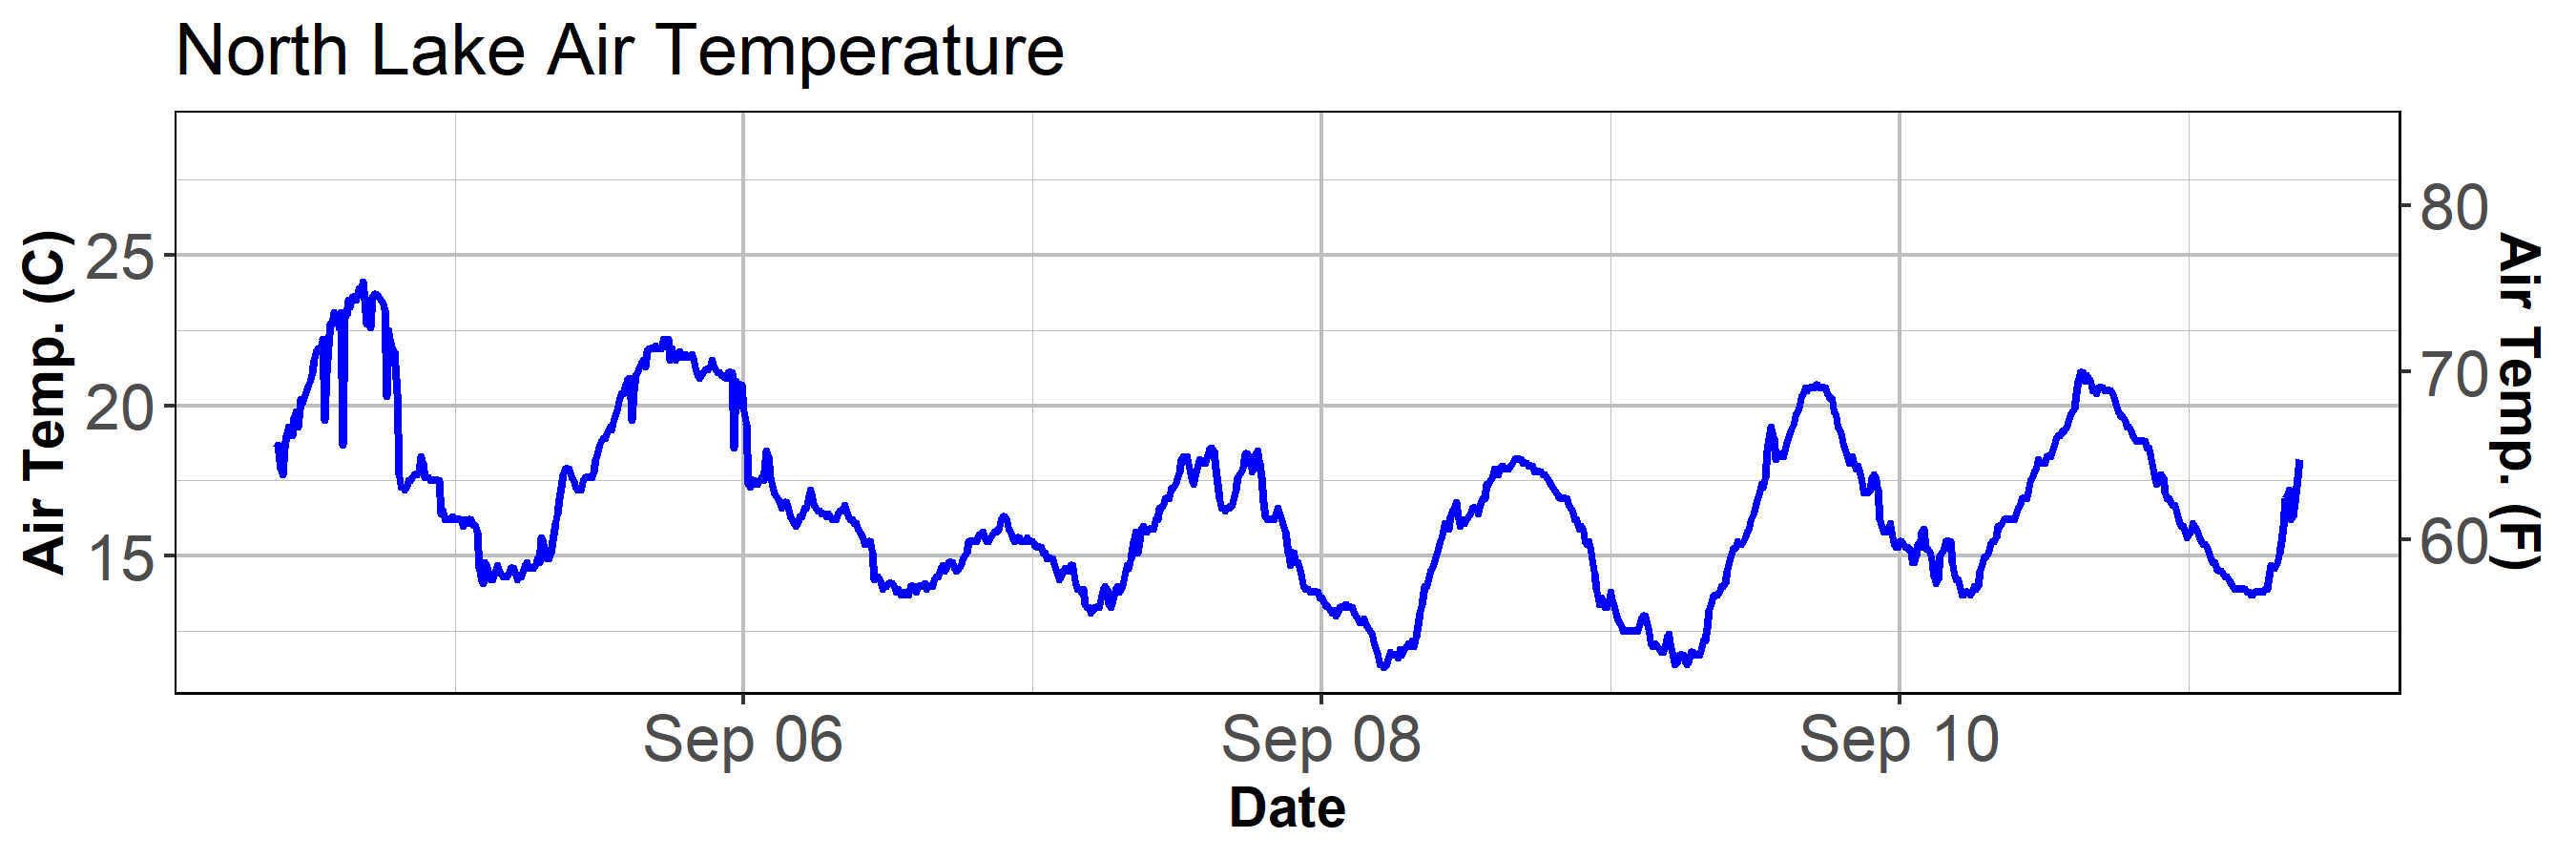 North Lake Air Temperature
Air Temp. (C)
25
20
15
80
70
60
Air Temp. (F)
Sep 06
Sep 08
Sep 10
Date